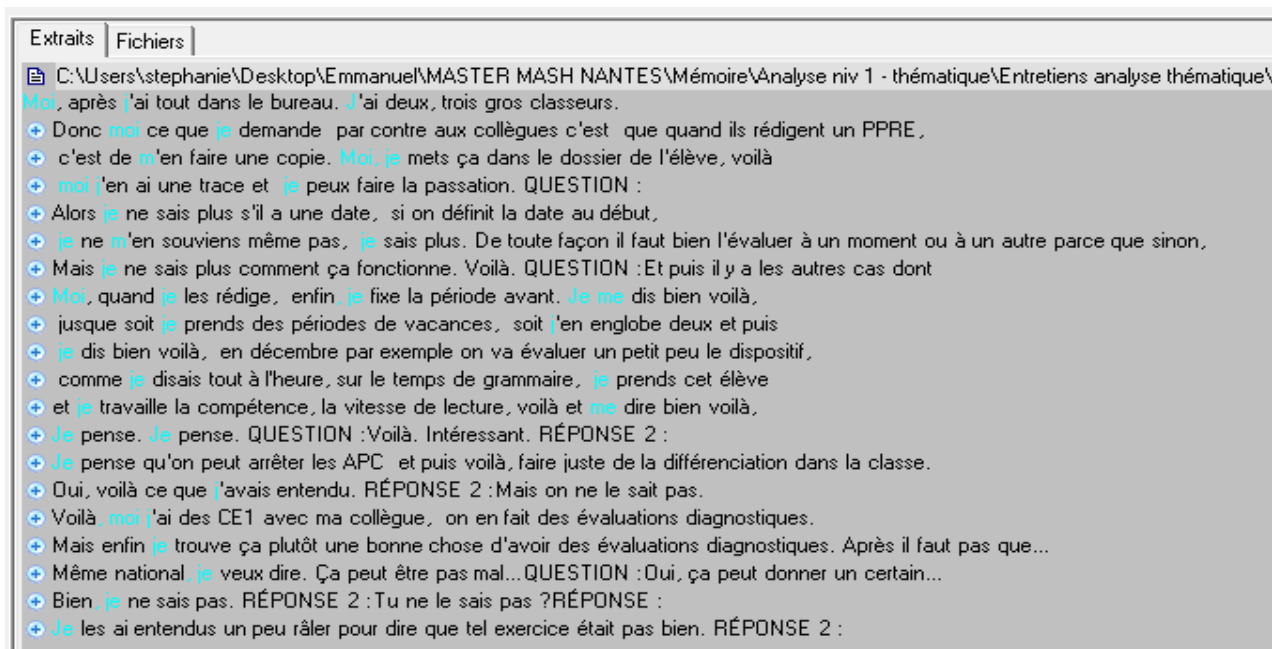 Extraits Fichiers
C:\Users\stephanie\Desktop\Emmanuel\MASTER MASH NANTES\Mémoire\Analyse niv 1 - thématique\Entretiens analyse thématique\
Moi, après j'ai tout dans le bureau. J'ai deux, trois gros classeurs.
Donc moi ce que je demande par contre aux collègues c'est que quand ils rédigent un PPRE,
c'est de m'en faire une copie. Moi, je mets ça dans le dossier de l'élève, voilà
moi j'en ai une trace et je peux faire la passation. QUESTION :
Alors je ne sais plus s'il a une date, si on définit la date au début,
je ne m'en souviens même pas, je sais plus. De toute façon il faut bien l'évaluer à un moment ou à un autre parce que sinon,
Mais je ne sais plus comment ça fonctionne. Voilà. QUESTION :Et puis il y a les autres cas dont
Moi, quand je les rédige, enfin, je fixe la période avant. Je me dis bien voilà,
jusque soit je prends des périodes de vacances, soit j'en englobe deux et puis
je dis bien voilà, en décembre par exemple on va évaluer un petit peu le dispositif,
comme je disais tout à l'heure, sur le temps de grammaire, je prends cet élève
et je travaille la compétence, la vitesse de lecture, voilà et me dire bien voilà,
Je pense. Je pense. QUESTION :Voilà. Intéressant. RÉPONSE 2 :
Je pense qu'on peut arrêter les APC et puis voilà, faire juste de la différenciation dans la classe.
Oui, voilà ce que j'avais entendu. RÉPONSE 2 :Mais on ne le sait pas.
Voilà, moi j'ai des CE1 avec ma collègue, on en fait des évaluations diagnostiques.
Mais enfin je trouve ça plutôt une bonne chose d'avoir des évaluations diagnostiques. Après il faut pas que...
Même national, je veux dire. Ça peut être pas mal...QUESTION :Oui, ça peut donner un certain...
Bien, je ne sais pas. RÉPONSE 2 :Tu ne le sais pas ?RÉPONSE :
Je les ai entendus un peu râler pour dire que tel exercice était pas bien. RÉPONSE 2 :